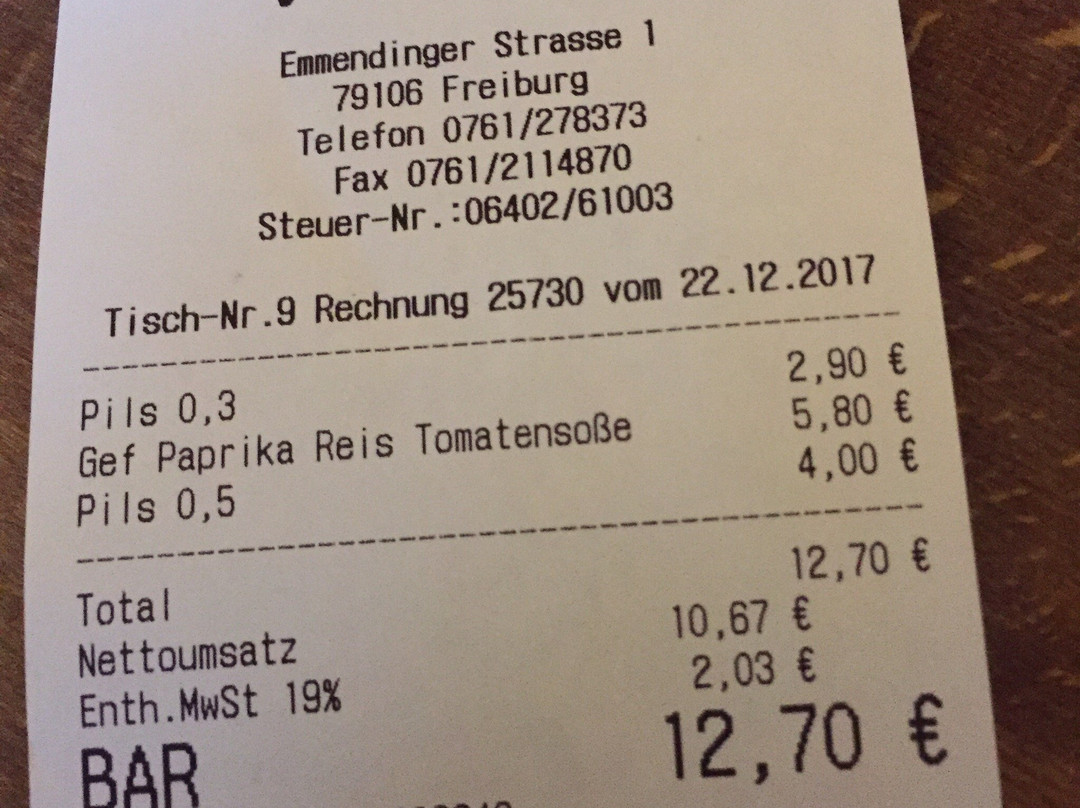 Emmendinger Strasse 1
79106 Freiburg
Telefon 0761/278373
Fax 0761/2114870
Steuer-Nr.:06402/61003
Tisch-Nr.9 Rechnung 25730 vom 22.12.2017
Pils 0,3 2,90 €
Gef Paprika Reis Tomatensoße 5,80 €
Pils 0,5 4,00 €
Total 12,70 €
Nettoumsatz 10,67 €
Enth.MwSt 19% 2,03 €
BAR 12,70 €